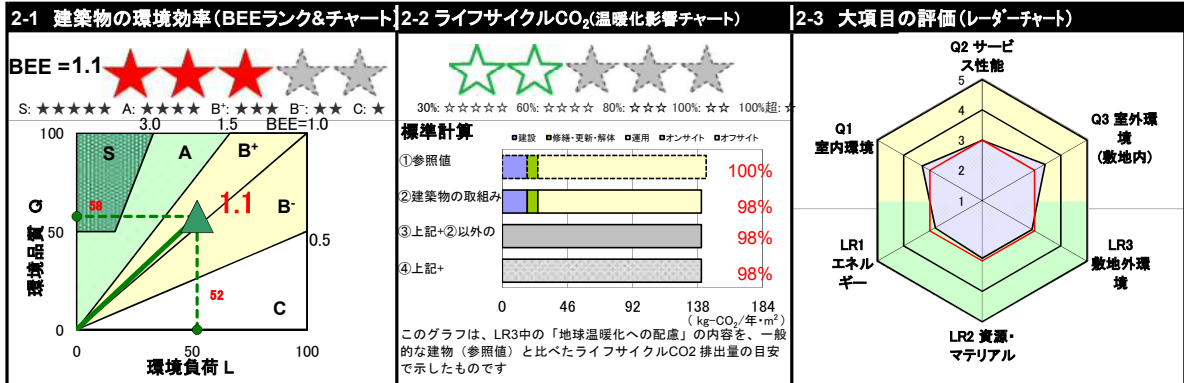 2-1 建築物の環境効率(BEEランク&チャート)
BEE =1.1
S: ★★★★★ A: ★★★★ B⁺: ★★★ B⁻: ★★ C: ★
3.0 1.5 BEE=1.0
100
S
A
B⁺
58
1.1
B⁻
50
0.5
52
C
0
0 50 100
環境品質 Q
環境負荷 L
2-2 ライフサイクルCO₂(温暖化影響チャート)
30%: ☆☆☆☆☆ 60%: ☆☆☆☆ 80%: ☆☆☆ 100%: ☆☆ 100%超: ☆
標準計算
建設 修繕・更新・解体 運用 オンサイト オフサイト
①参照値 100%
②建築物の取組み 98%
③上記+②以外の 98%
④上記+ 98%
0 46 92 138 184
( kg-CO₂/年・m² )
このグラフは、LR3中の「地球温暖化への配慮」の内容を、一般
的な建物(参照値)と比べたライフサイクルCO2 排出量の目安
で示したものです
2-3 大項目の評価(レーダーチャート)
Q2 サービ
ス性能
5
4
3
2
1
Q1
室内環境
Q3 室外環
境
(敷地内)
LR1
エネル
ギー
LR3
敷地外環
境
LR2 資源・
マテリアル